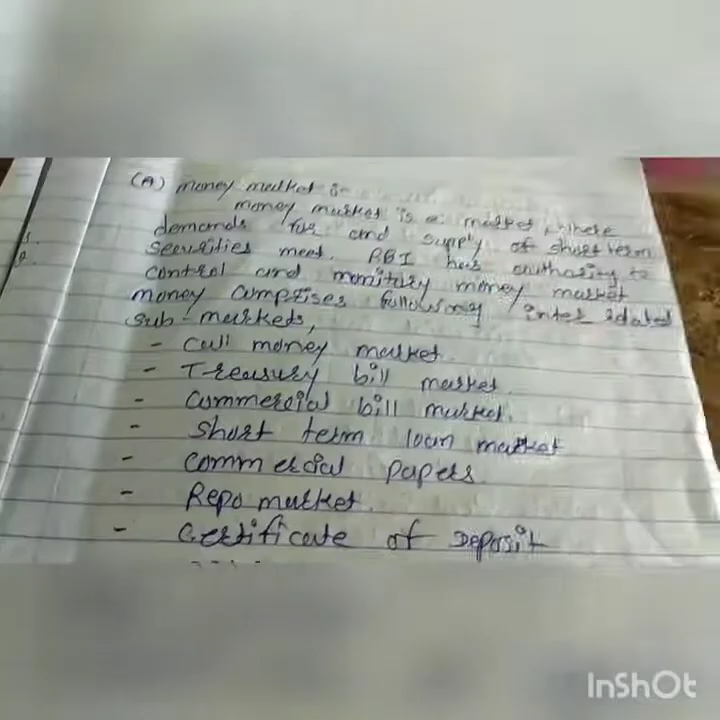 (A) money market :-
money market is a market, where
demands for and supply of short term
securities meet. RBI has authority to
control and monitary money market
money comprises following inter related
sub-markets,
- Call money market
- Treasury bill market
- Commercial bill market.
- Short term loan market
- Commercial papers
- Repo market
- Certificate of Deposit
InShOt